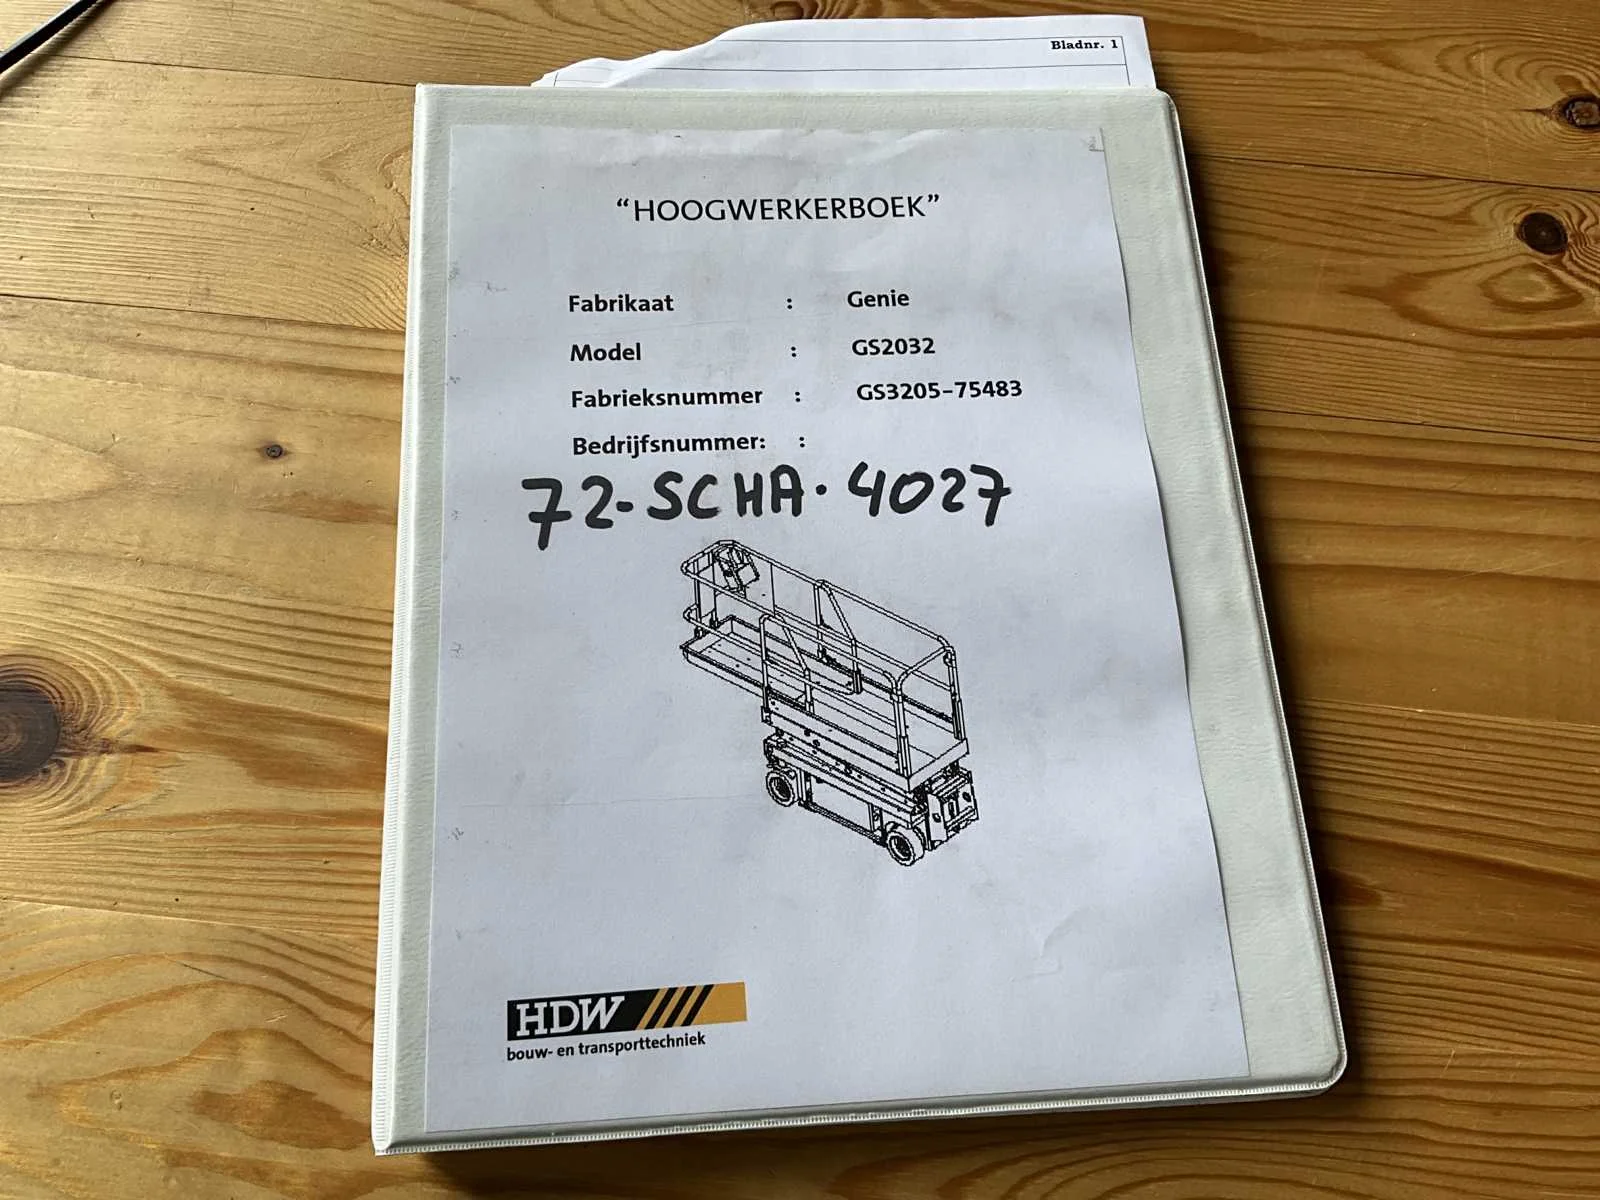 Bladnr. 1
“HOOGWERKERBOEK”
Fabrikaat : Genie
Model : GS2032
Fabrieksnummer : GS3205-75483
Bedrijfsnummer: :
72-SCHA-4027
HDW
bouw- en transporttechniek